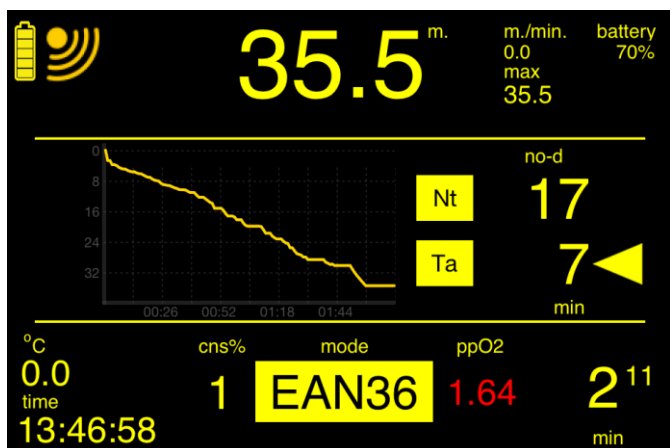 35.5 m.
m./min. battery
0.0 70%
max
35.5
0
8
16
24
32
00:26 00:52 01:18 01:44
no-d
Nt 17
Ta 7
min
°C cns% mode ppO2
0.0
1 EAN36 1.64 2 11
time
13:46:58 min